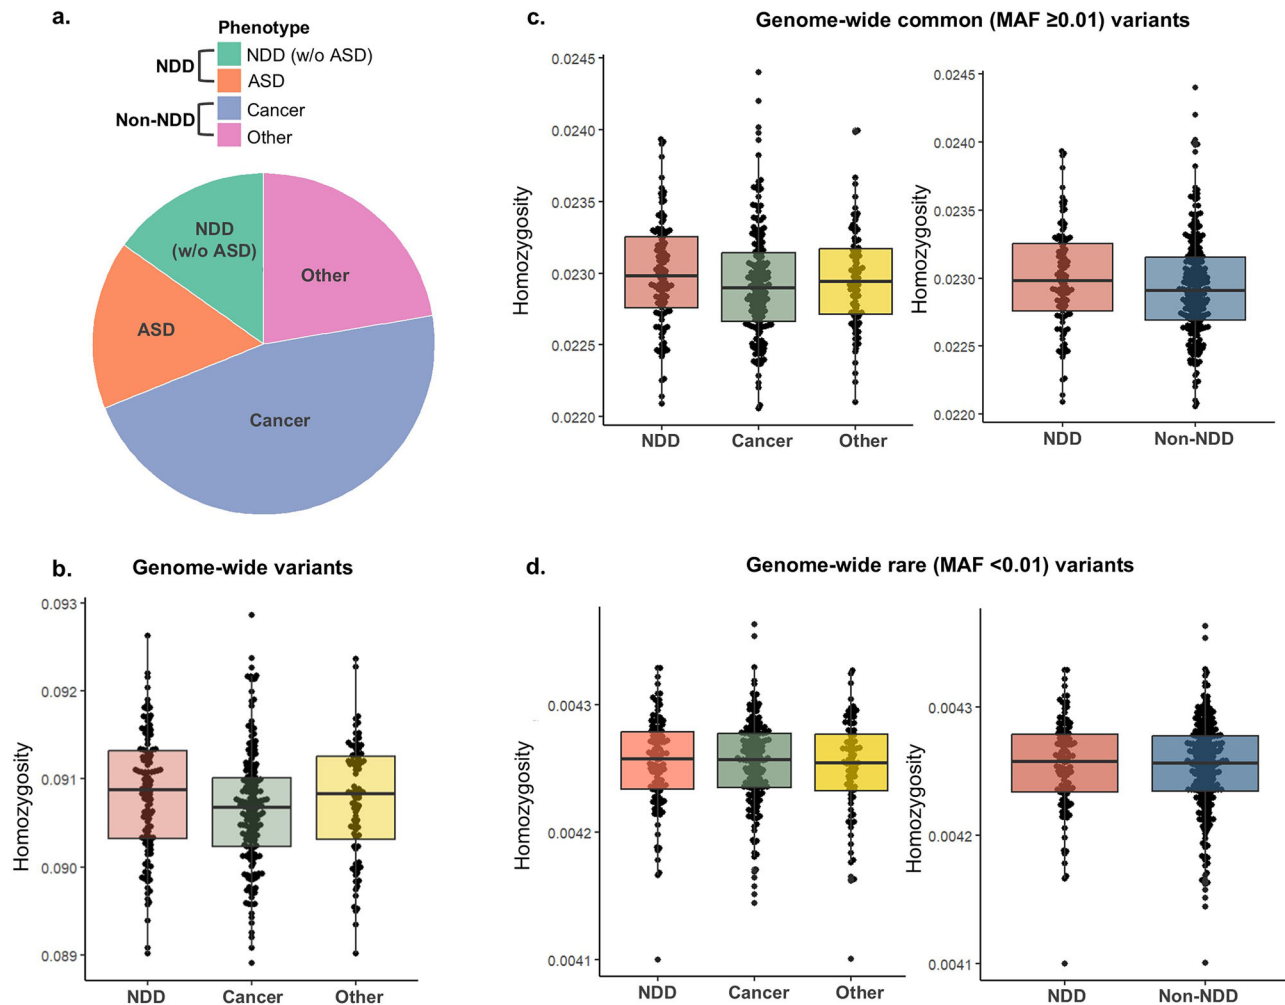 a.
Phenotype
NDD
NDD (w/o ASD)
ASD
Non-NDD
Cancer
Other
NDD
(w/o ASD)
Other
ASD
Cancer
b.
Genome-wide variants
Homozygosity
0.093
0.092
0.091
0.090
0.089
NDD Cancer Other
c.
Genome-wide common (MAF ≥0.01) variants
Homozygosity
0.0245
0.0240
0.0235
0.0230
0.0225
0.0220
NDD Cancer Other
Homozygosity
0.0245
0.0240
0.0235
0.0230
0.0225
0.0220
NDD Non-NDD
d.
Genome-wide rare (MAF <0.01) variants
Homozygosity
0.0043
0.0042
0.0041
NDD Cancer Other
Homozygosity
0.0043
0.0042
0.0041
NDD Non-NDD